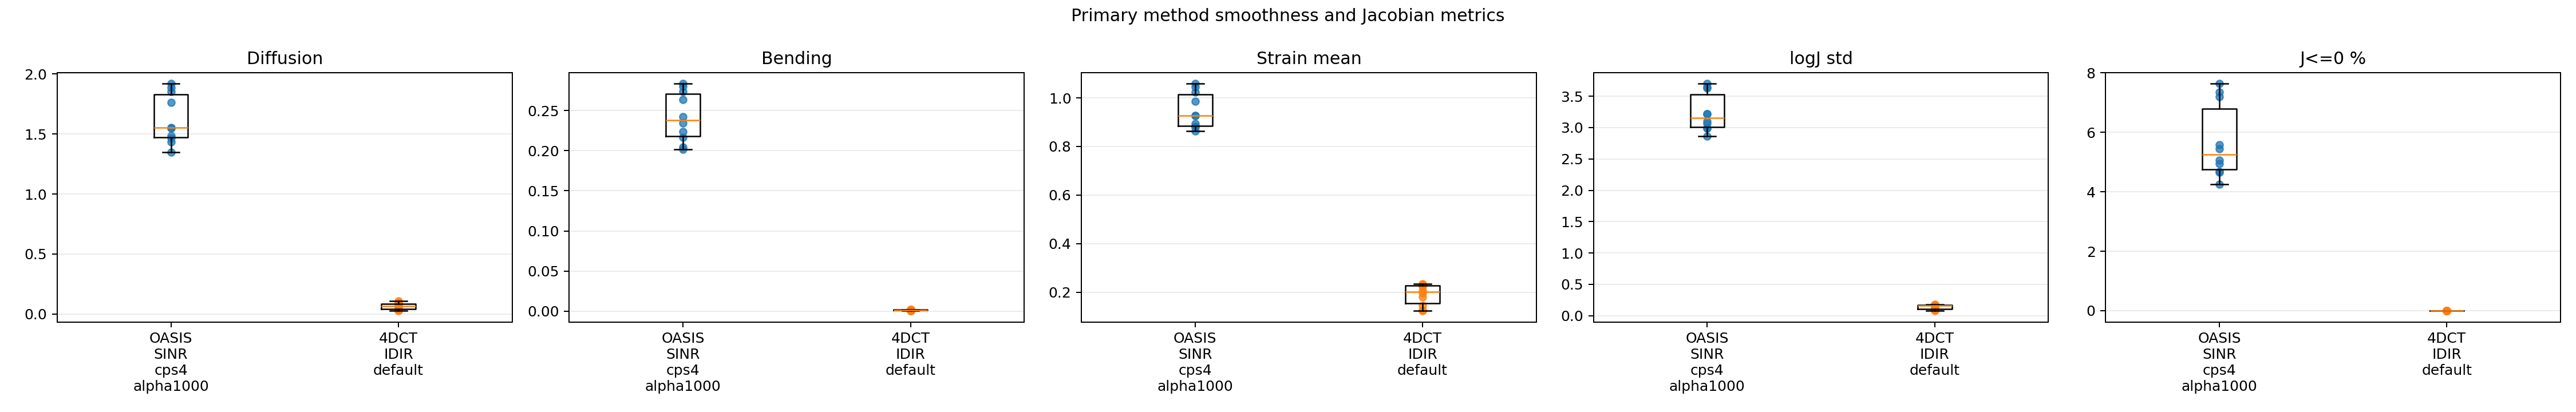 Primary method smoothness and Jacobian metrics
Diffusion
2.0
1.5
1.0
0.5
0.0
OASIS
SINR
cps4
alpha1000
4DCT
IDIR
default
Bending
0.25
0.20
0.15
0.10
0.05
0.00
OASIS
SINR
cps4
alpha1000
4DCT
IDIR
default
Strain mean
1.0
0.8
0.6
0.4
0.2
OASIS
SINR
cps4
alpha1000
4DCT
IDIR
default
logJ std
3.5
3.0
2.5
2.0
1.5
1.0
0.5
0.0
OASIS
SINR
cps4
alpha1000
4DCT
IDIR
default
J<=0 %
8
6
4
2
0
OASIS
SINR
cps4
alpha1000
4DCT
IDIR
default